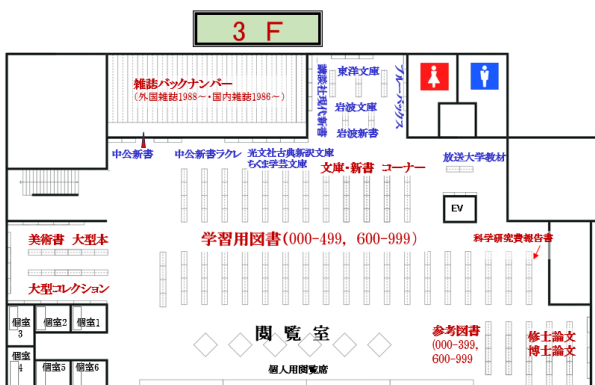 3 F
雑誌バックナンバー
(外国雑誌1988～・国内雑誌1986～)
講談社現代新書
東洋文庫
岩波文庫
岩波新書
ブルーバックス
中公新書
中公新書ラクレ
光文社古典新訳文庫
ちくま学芸文庫
文庫・新書 コーナー
放送大学教材
EV
美術書 大型本
学習用図書(000-499, 600-999)
科学研究費報告書
大型コレクション
個室3
個室2
個室1
個室4
個室5
個室6
閲覧室
個人用閲覧席
参考図書
(000-399,
600-999
修士論文
博士論文